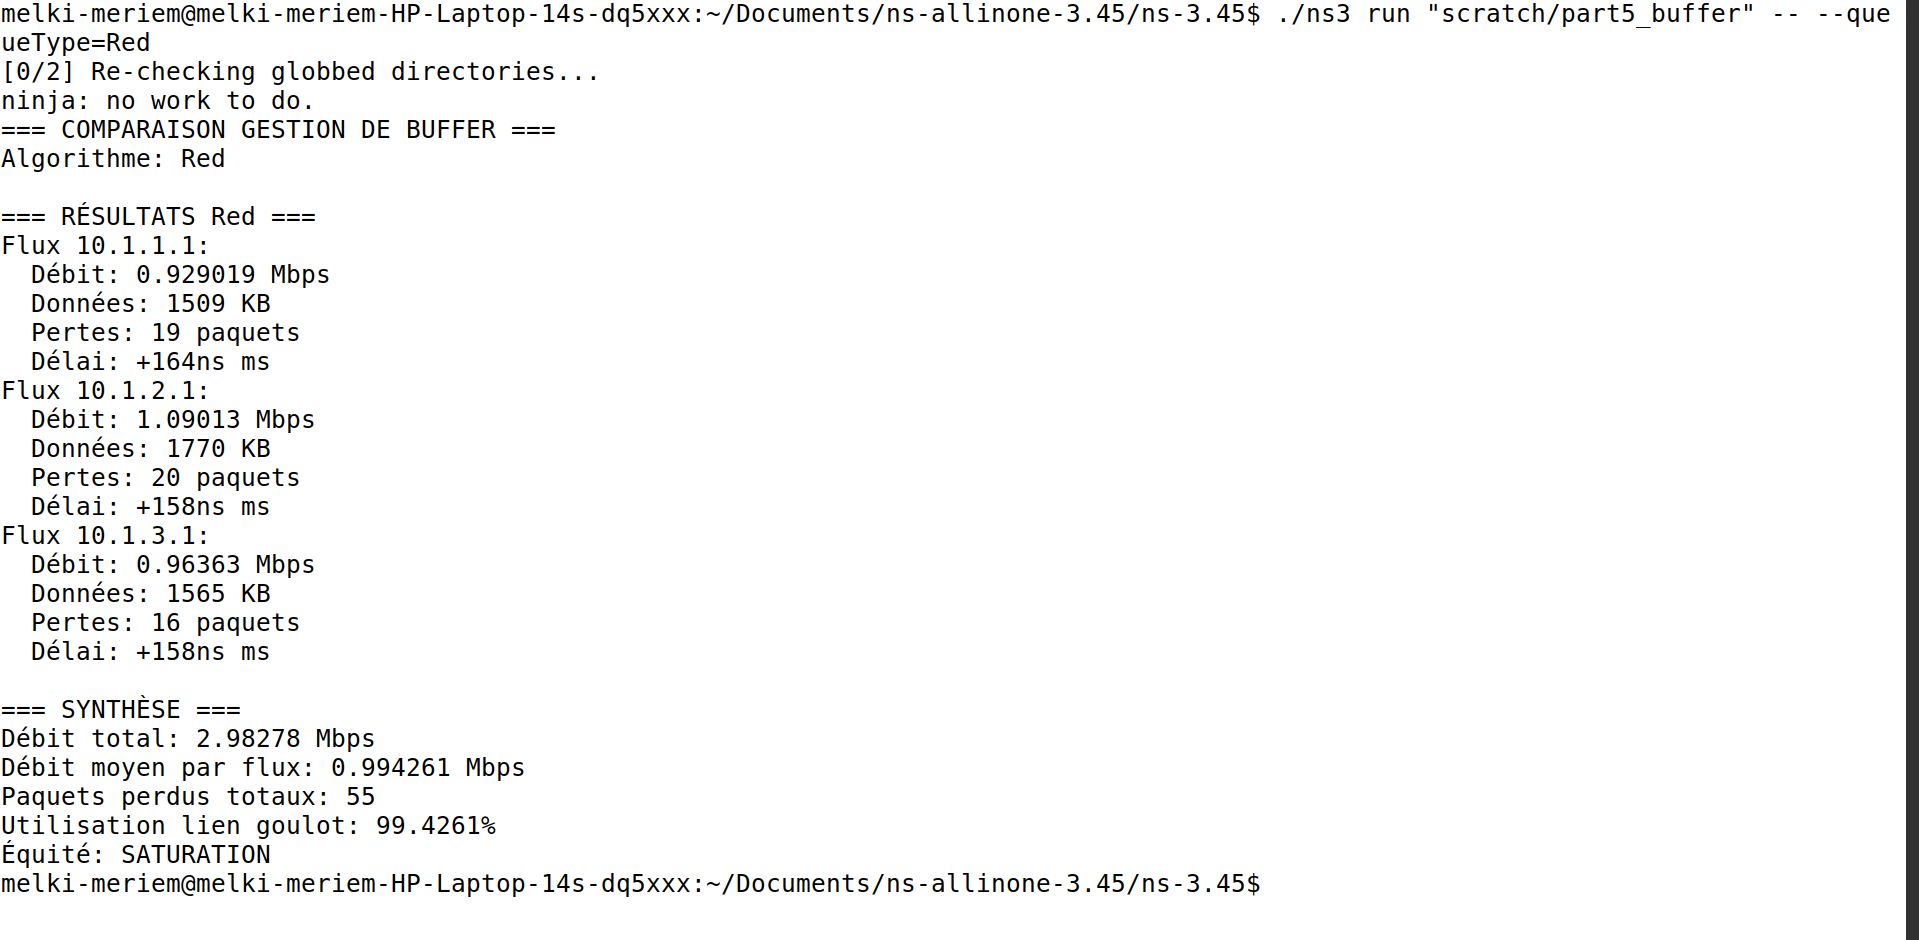 melki-meriem@melki-meriem-HP-Laptop-14s-dq5xxx:~/Documents/ns-allinone-3.45/ns-3.45$ ./ns3 run "scratch/part5_buffer" -- --que
ueType=Red
[0/2] Re-checking globbed directories...
ninja: no work to do.
=== COMPARAISON GESTION DE BUFFER ===
Algorithme: Red
=== RÉSULTATS Red ===
Flux 10.1.1.1:
  Débit: 0.929019 Mbps
  Données: 1509 KB
  Pertes: 19 paquets
  Délai: +164ns ms
Flux 10.1.2.1:
  Débit: 1.09013 Mbps
  Données: 1770 KB
  Pertes: 20 paquets
  Délai: +158ns ms
Flux 10.1.3.1:
  Débit: 0.96363 Mbps
  Données: 1565 KB
  Pertes: 16 paquets
  Délai: +158ns ms
=== SYNTHÈSE ===
Débit total: 2.98278 Mbps
Débit moyen par flux: 0.994261 Mbps
Paquets perdus totaux: 55
Utilisation lien goulot: 99.4261%
Équité: SATURATION
melki-meriem@melki-meriem-HP-Laptop-14s-dq5xxx:~/Documents/ns-allinone-3.45/ns-3.45$